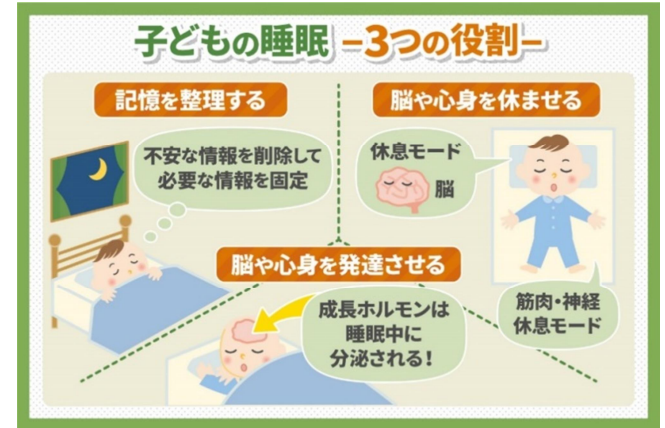 子どもの睡眠 −3つの役割−
記憶を整理する
不安な情報を削除して
必要な情報を固定
脳や心身を休ませる
休息モード
脳
筋肉・神経
休息モード
脳や心身を発達させる
成長ホルモンは
睡眠中に
分泌される!